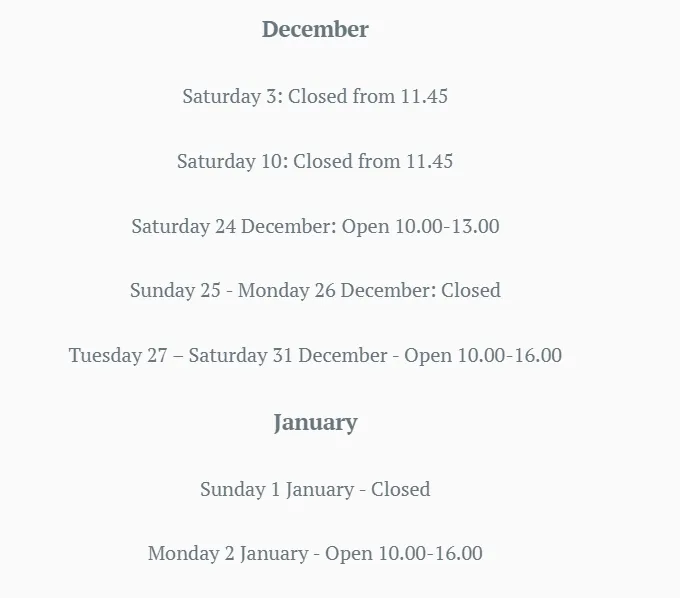 December
Saturday 3: Closed from 11.45
Saturday 10: Closed from 11.45
Saturday 24 December: Open 10.00-13.00
Sunday 25 - Monday 26 December: Closed
Tuesday 27 – Saturday 31 December - Open 10.00-16.00
January
Sunday 1 January - Closed
Monday 2 January - Open 10.00-16.00